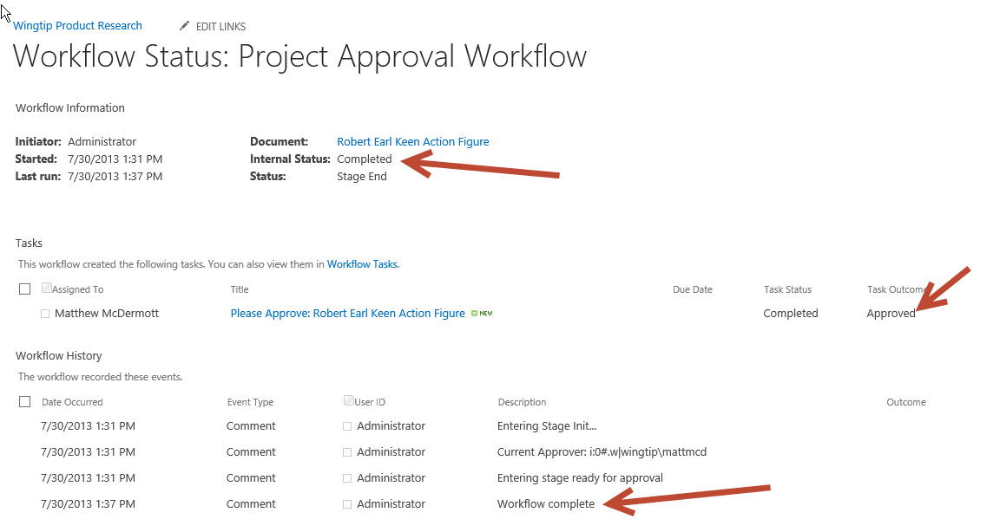 Wingtip Product Research EDIT LINKS
Workflow Status: Project Approval Workflow
Workflow Information
Initiator: Administrator Document: Robert Earl Keen Action Figure
Started: 7/30/2013 1:31 PM Internal Status: Completed
Last run: 7/30/2013 1:37 PM Status: Stage End
Tasks
This workflow created the following tasks. You can also view them in Workflow Tasks.
Assigned To Title Due Date Task Status Task Outcome
Matthew McDermott Please Approve: Robert Earl Keen Action Figure NEW Completed Approved
Workflow History
The workflow recorded these events.
Date Occurred Event Type User ID Description Outcome
7/30/2013 1:31 PM Comment Administrator Entering Stage Init...
7/30/2013 1:31 PM Comment Administrator Current Approver: i:0#.w|wingtip\mattmcd
7/30/2013 1:31 PM Comment Administrator Entering stage ready for approval
7/30/2013 1:37 PM Comment Administrator Workflow complete